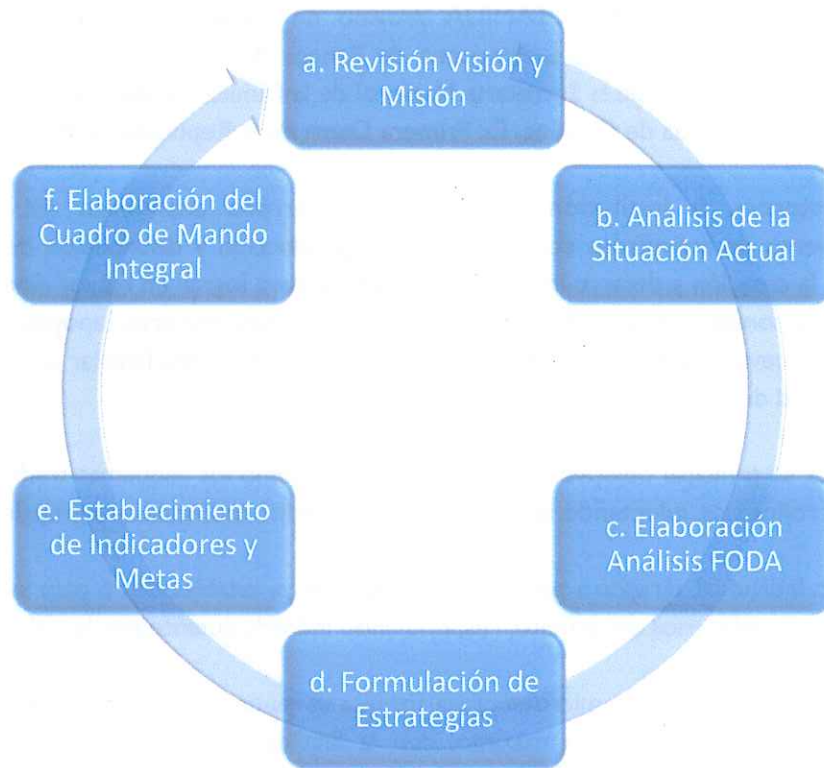 a. Revisión Visión y
Misión
b. Análisis de la
Situación Actual
c. Elaboración
Análisis FODA
d. Formulación de
Estrategías
e. Establecimiento
de Indicadores y
Metas
f. Elaboración del
Cuadro de Mando
Integral